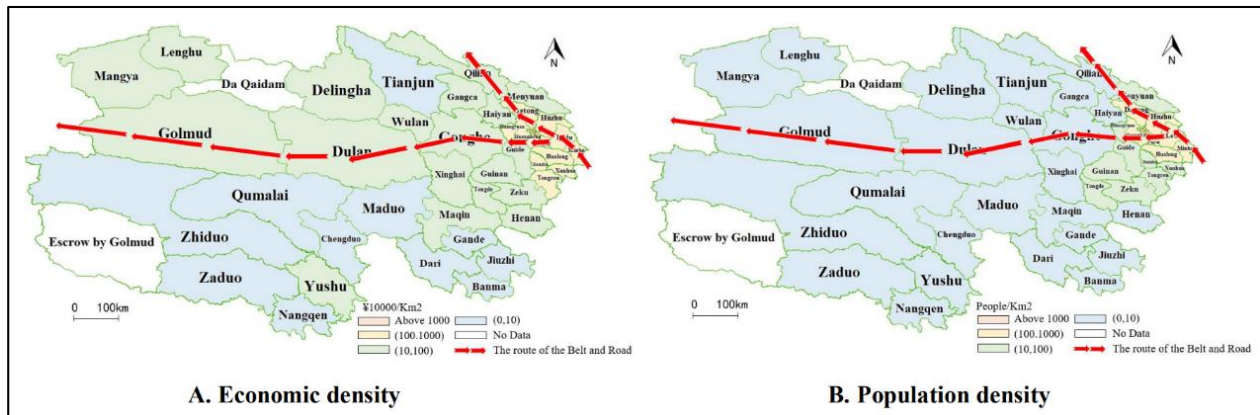 Lenghu
Mangya
Da Qaidam
Delingha
Tianjun
Qilian
Menyuan
Gangca
Haiyan
Datong
Huzhu
Wulan
Golmud
Dulan
Gonghe
Guide
Hualong
Xunhua
Tongren
Xinghai
Guinan
Tongde
Zeku
Henan
Qumalai
Maduo
Maqin
Escrow by Golmud
Zhiduo
Chengduo
Gande
Dari
Jiuzhi
Banma
Zaduo
Yushu
Nangqen
N
0 100km
¥10000/Km2
Above 1000
(0,10)
(100.1000)
No Data
(10,100)
The route of the Belt and Road
A. Economic density
Lenghu
Mangya
Da Qaidam
Delingha
Tianjun
Qilian
Menyuan
Gangca
Haiyan
Huzhu
Wulan
Golmud
Dulan
Gonghe
Guide
Hualong
Xunhua
Tongren
Xinghai
Guinan
Tongde
Zeku
Henan
Qumalai
Maduo
Maqin
Escrow by Golmud
Zhiduo
Chengduo
Gande
Dari
Jiuzhi
Banma
Zaduo
Yushu
Nangqen
N
0 100km
People/Km2
Above 1000
(0,10)
(100.1000)
No Data
(10,100)
The route of the Belt and Road
B. Population density